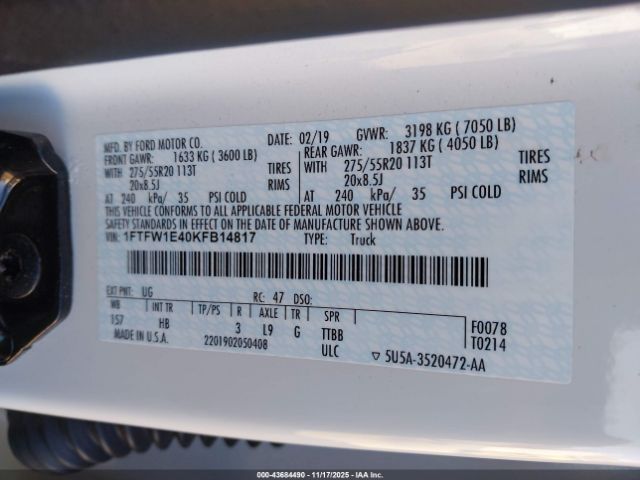 MFD. BY FORD MOTOR CO.
DATE: 02/19 GVWR: 3198 KG ( 7050 LB)
FRONT GAWR: 1633 KG ( 3600 LB) REAR GAWR: 1837 KG ( 4050 LB)
WITH 275/55R20 113T TIRES WITH 275/55R20 113T TIRES
20x8.5J RIMS 20x8.5J RIMS
AT 240 kPa/ 35 PSI COLD AT 240 kPa/ 35 PSI COLD
THIS VEHICLE CONFORMS TO ALL APPLICABLE FEDERAL MOTOR VEHICLE
SAFETY STANDARDS IN EFFECT ON THE DATE OF MANUFACTURE SHOWN ABOVE.
VIN: 1FTFW1E40KFB14817 TYPE: Truck
EXT PNT: UG RC: 47 DSO:
WB INT TR TP/PS R AXLE TR SPR
157 HB 3 L9 G TTBB F0078
ULC T0214
MADE IN U.S.A. 2201902050408 ▽ 5U5A-3520472-AA
000-43684490 - 11/17/2025 - IAA Inc.